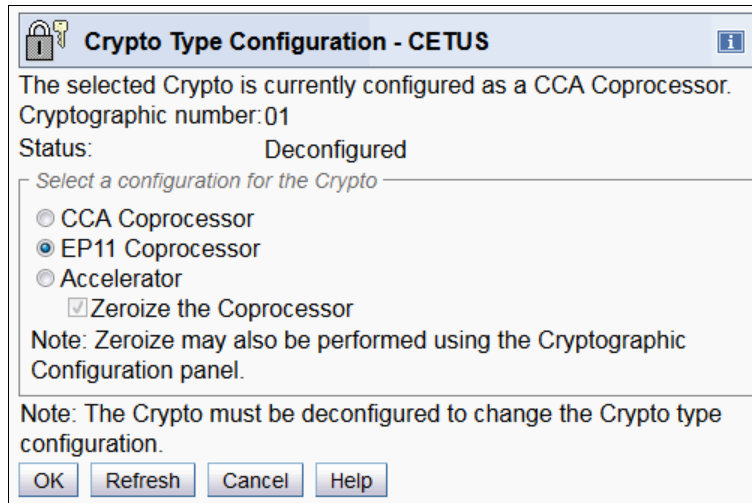 Crypto Type Configuration - CETUS
The selected Crypto is currently configured as a CCA Coprocessor.
Cryptographic number:01
Status: Deconfigured
Select a configuration for the Crypto
CCA Coprocessor
EP11 Coprocessor
Accelerator
Zeroize the Coprocessor
Note: Zeroize may also be performed using the Cryptographic
Configuration panel.
Note: The Crypto must be deconfigured to change the Crypto type
configuration.
OK Refresh Cancel Help